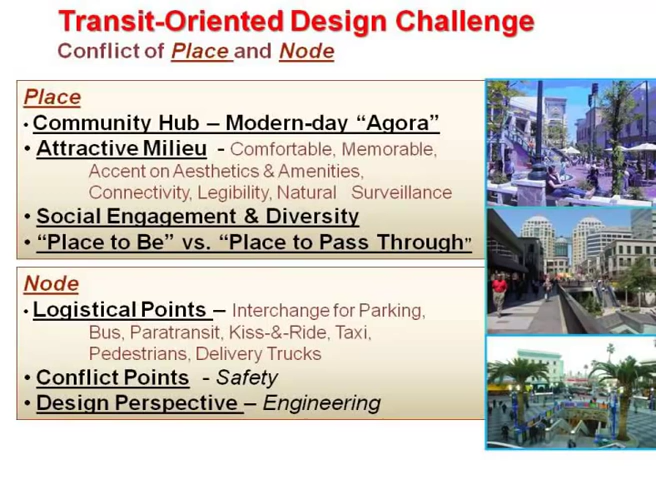 Transit-Oriented Design Challenge
Conflict of Place and Node
Place
• Community Hub – Modern-day “Agora”
• Attractive Milieu - Comfortable, Memorable,
Accent on Aesthetics & Amenities,
Connectivity, Legibility, Natural Surveillance
• Social Engagement & Diversity
• “Place to Be” vs. “Place to Pass Through”
Node
• Logistical Points – Interchange for Parking,
Bus, Paratransit, Kiss-&-Ride, Taxi,
Pedestrians, Delivery Trucks
• Conflict Points - Safety
• Design Perspective – Engineering